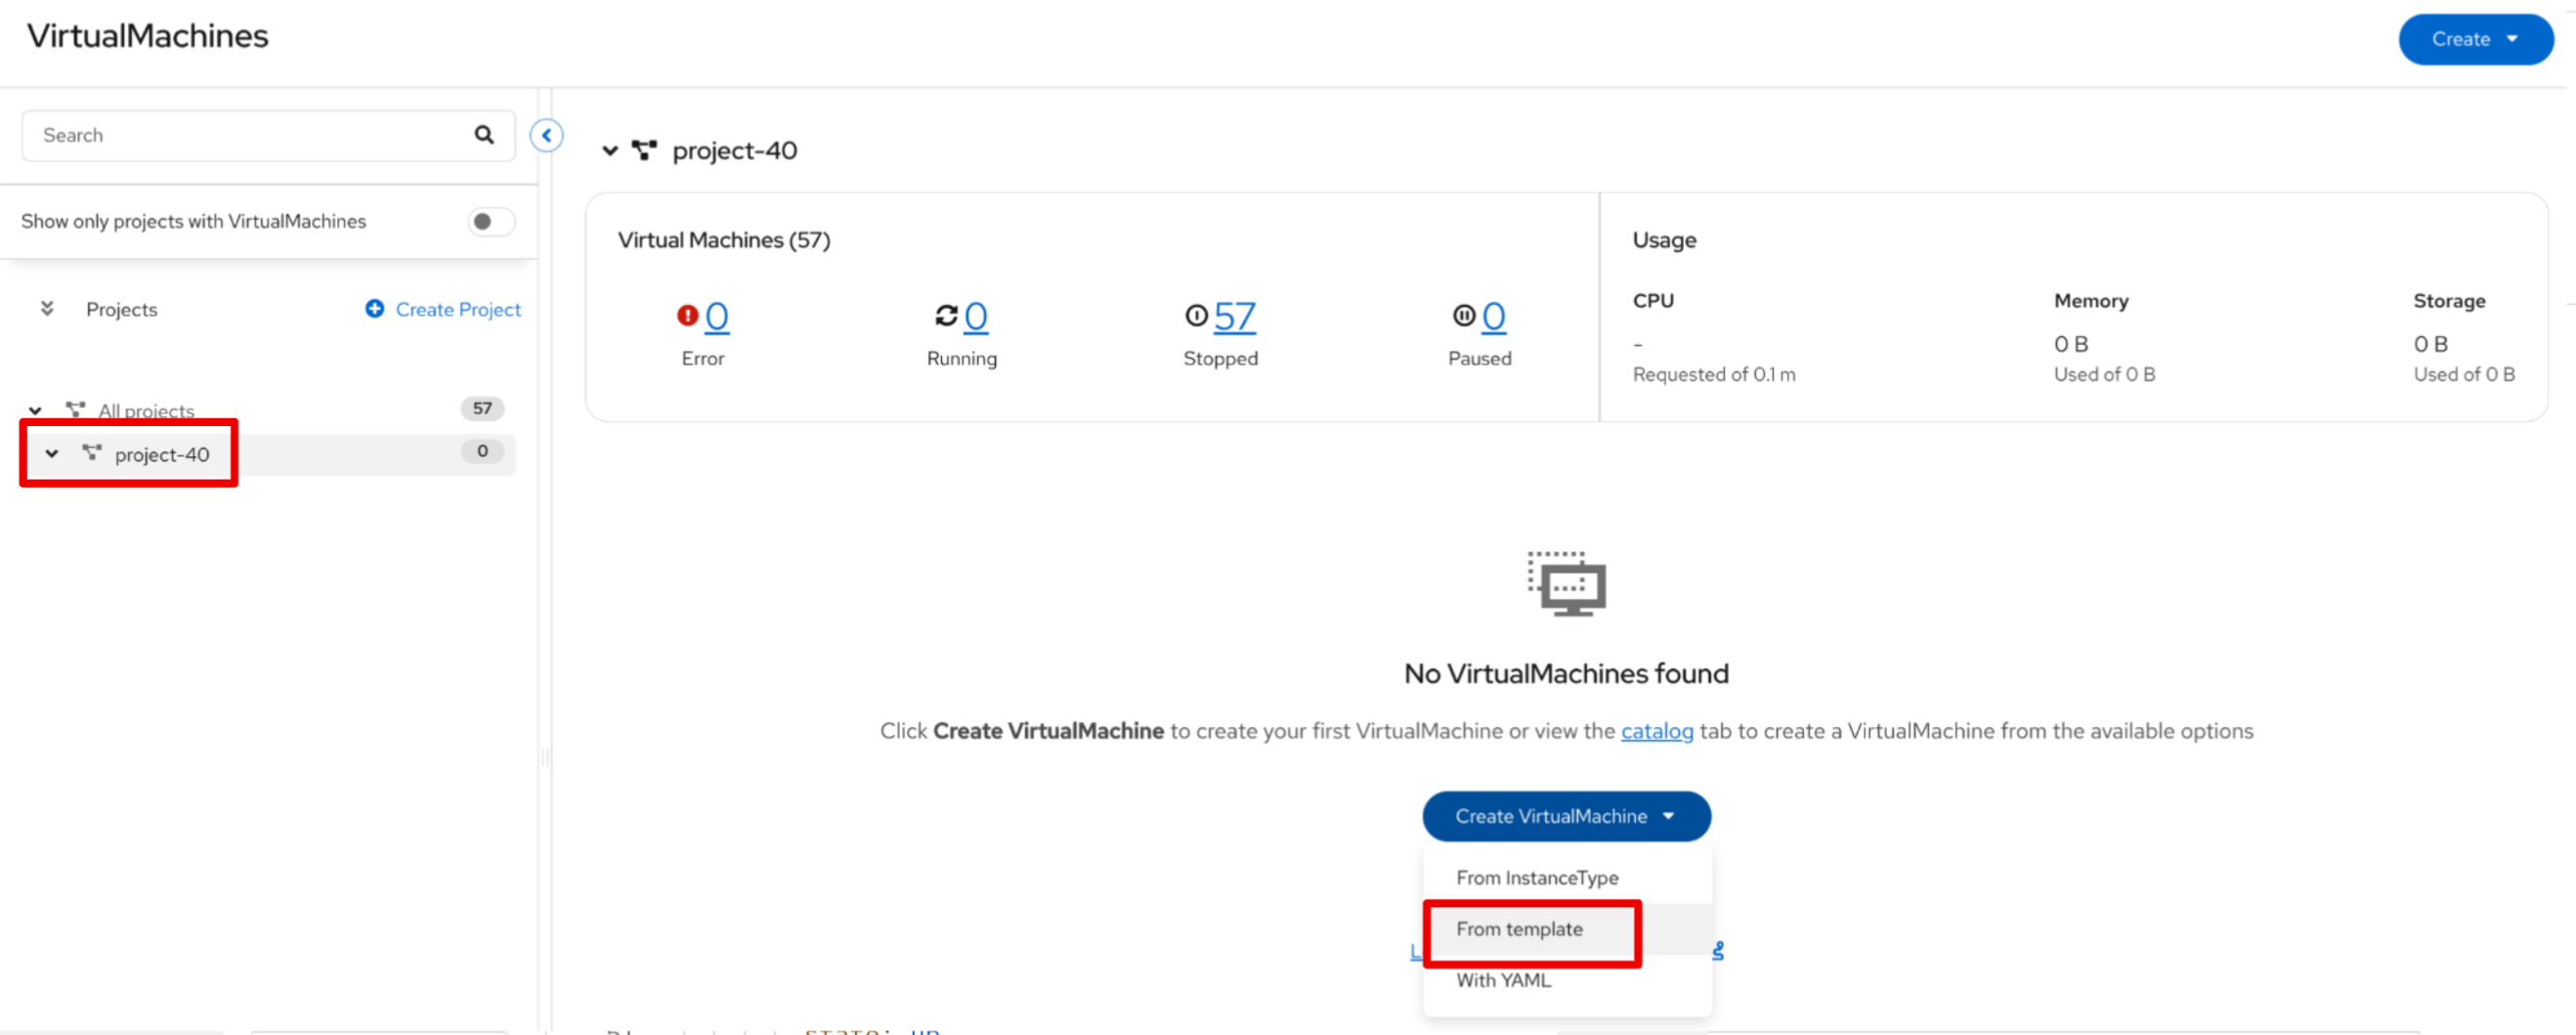 VirtualMachines
Create
Search
Show only projects with VirtualMachines
Projects
Create Project
All projects
57
project-40
0
project-40
Virtual Machines (57)
0
Error
0
Running
57
Stopped
0
Paused
Usage
CPU
-
Requested of 0.1 m
Memory
0 B
Used of 0 B
Storage
0 B
Used of 0 B
No VirtualMachines found
Click Create VirtualMachine to create your first VirtualMachine or view the catalog tab to create a VirtualMachine from the available options
Create VirtualMachine
From InstanceType
From template
With YAML